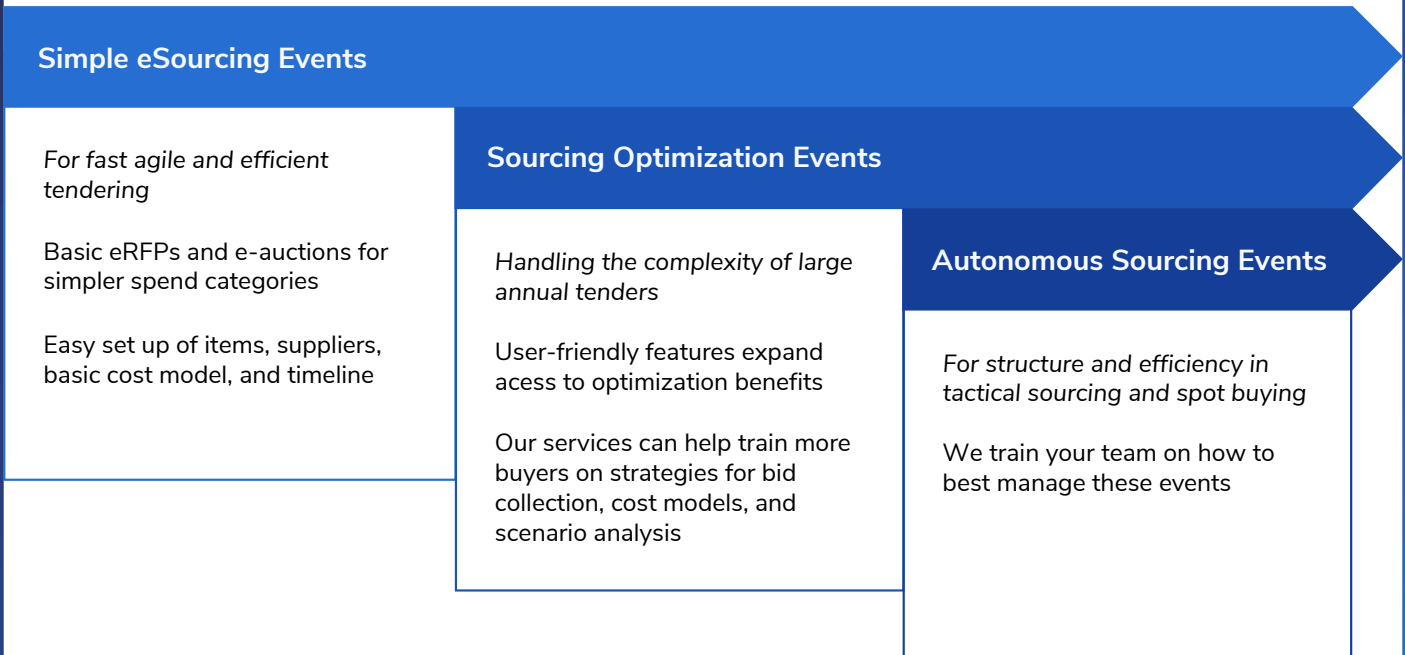 Simple eSourcing Events
For fast agile and efficient
tendering
Basic eRFPs and e-auctions for
simpler spend categories
Easy set up of items, suppliers,
basic cost model, and timeline
Sourcing Optimization Events
Handling the complexity of large
annual tenders
User-friendly features expand
acess to optimization benefits
Our services can help train more
buyers on strategies for bid
collection, cost models, and
scenario analysis
Autonomous Sourcing Events
For structure and efficiency in
tactical sourcing and spot buying
We train your team on how to
best manage these events